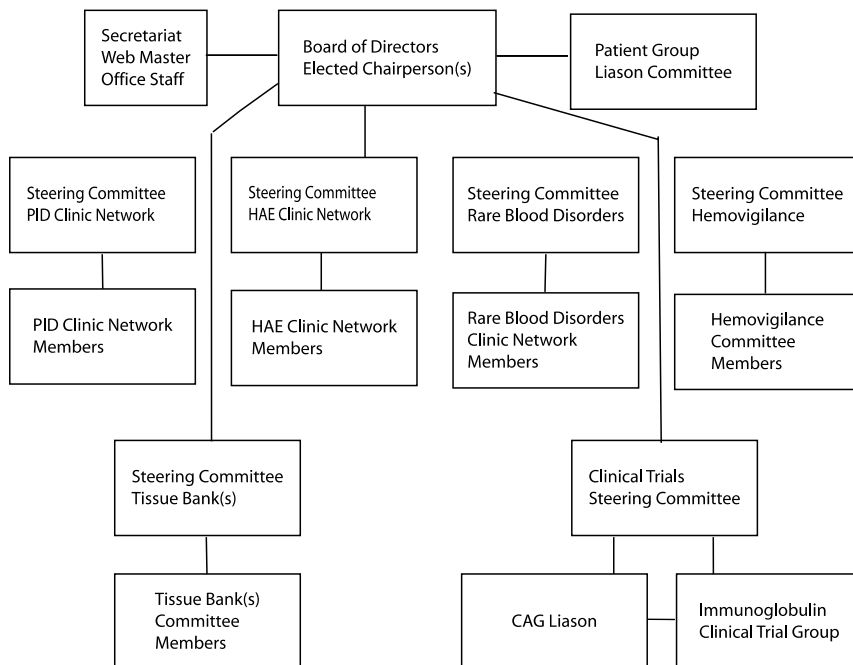 Secretariat
Web Master
Office Staff
Board of Directors
Elected Chairperson(s)
Patient Group
Liason Committee
Steering Committee
PID Clinic Network
Steering Committee
HAE Clinic Network
Steering Committee
Rare Blood Disorders
Steering Committee
Hemovigilance
PID Clinic Network
Members
HAE Clinic Network
Members
Rare Blood Disorders
Clinic Network
Members
Hemovigilance
Committee
Members
Steering Committee
Tissue Bank(s)
Clinical Trials
Steering Committee
Tissue Bank(s)
Committee
Members
CAG Liason
Immunoglobulin
Clinical Trial Group